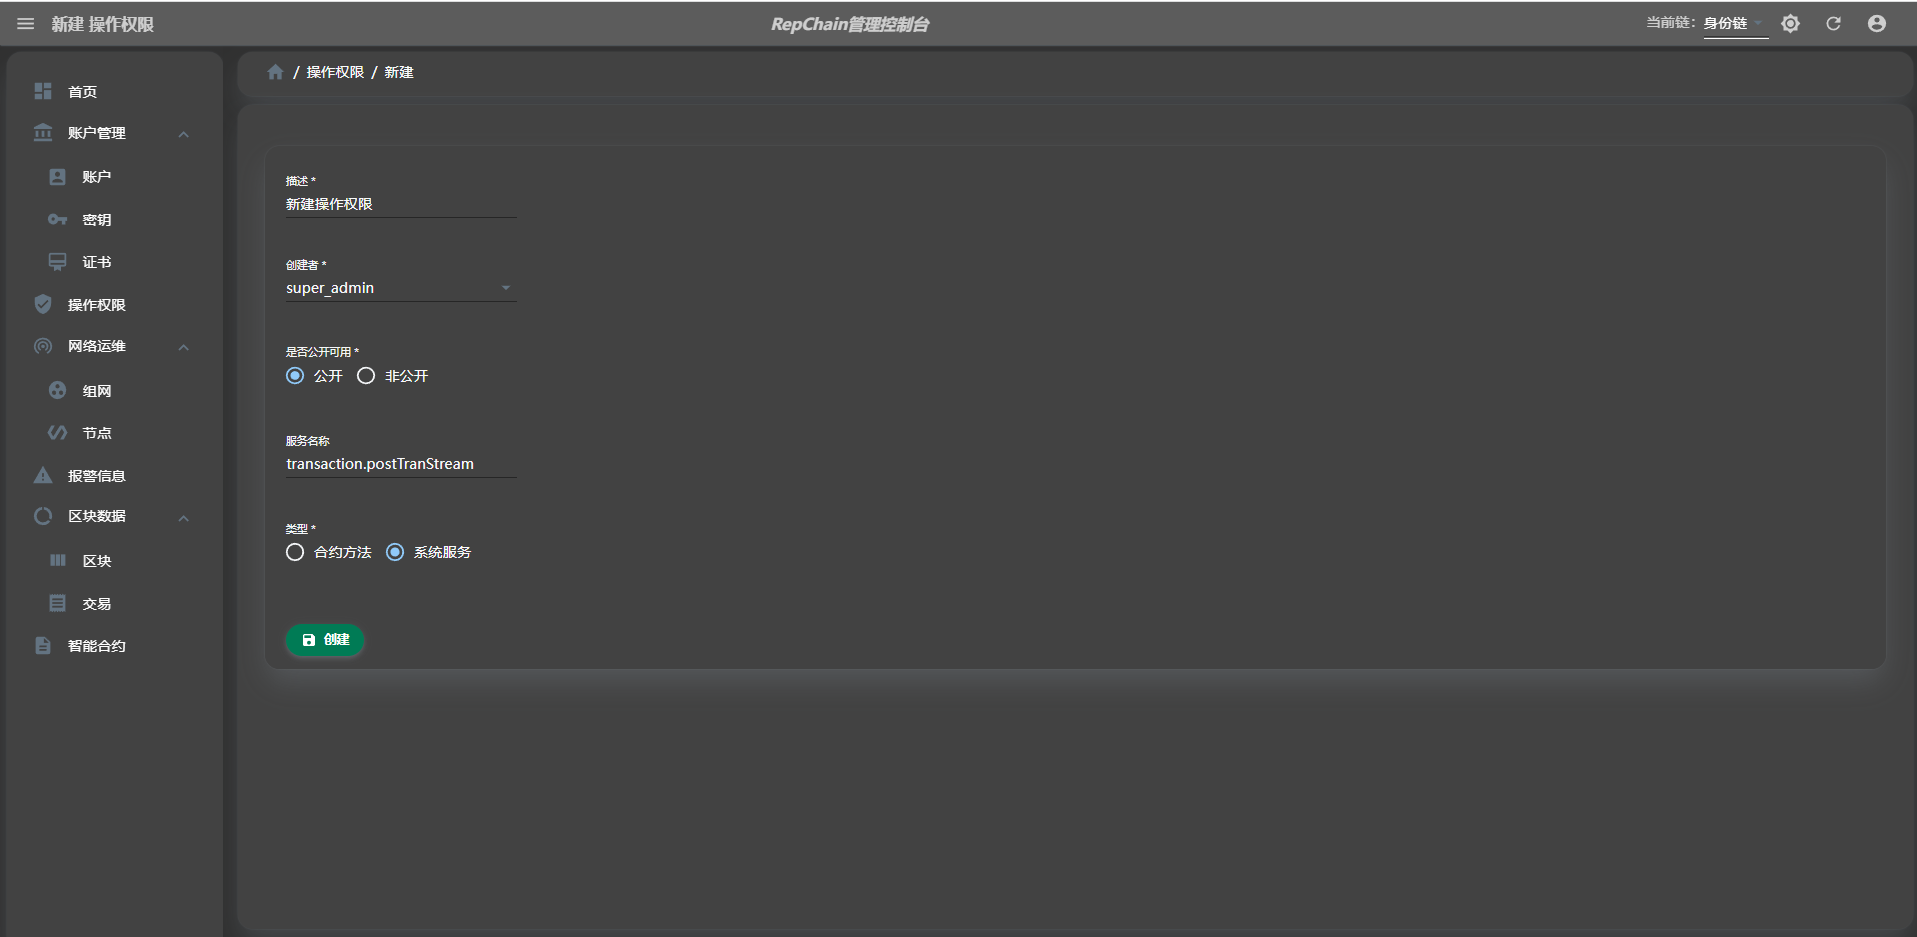 新建 操作权限
RepChain管理控制台
当前链: 身份链
首页
账户管理
账户
密钥
证书
操作权限
网络运维
组网
节点
报警信息
区块数据
区块
交易
智能合约
/ 操作权限 / 新建
描述 *
新建操作权限
创建者 *
super_admin
是否公开可用 *
公开 非公开
服务名称
transaction.postTranStream
类型 *
合约方法 系统服务
创建